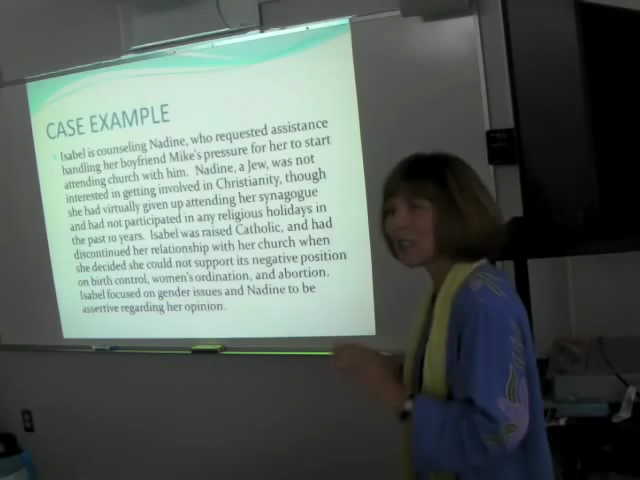 CASE EXAMPLE
Isabel is counseling Nadine, who requested assistance
handling her boyfriend Mike's pressure for her to start
attending church with him. Nadine, a Jew, was not
interested in getting involved in Christianity, though
she had virtually given up attending her synagogue
and had not participated in any religious holidays in
the past 10 years. Isabel was raised Catholic, and had
discontinued her relationship with her church when
she decided she could not support its negative position
on birth control, women's ordination, and abortion.
Isabel focused on gender issues and Nadine to be
assertive regarding her opinion.